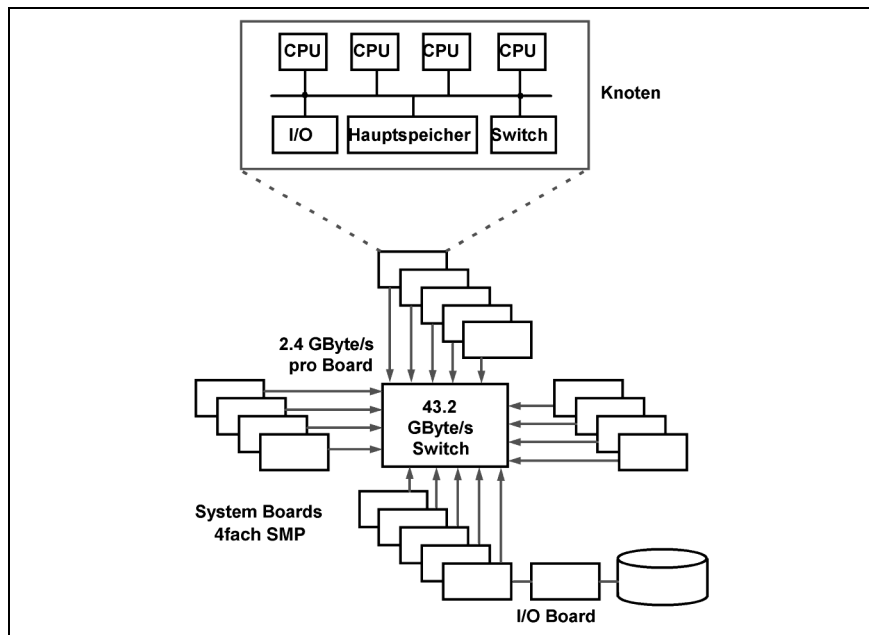 CPU CPU CPU CPU
Knoten
I/O Hauptspeicher Switch
2.4 GByte/s
pro Board
43.2
GByte/s
Switch
System Boards
4fach SMP
I/O Board